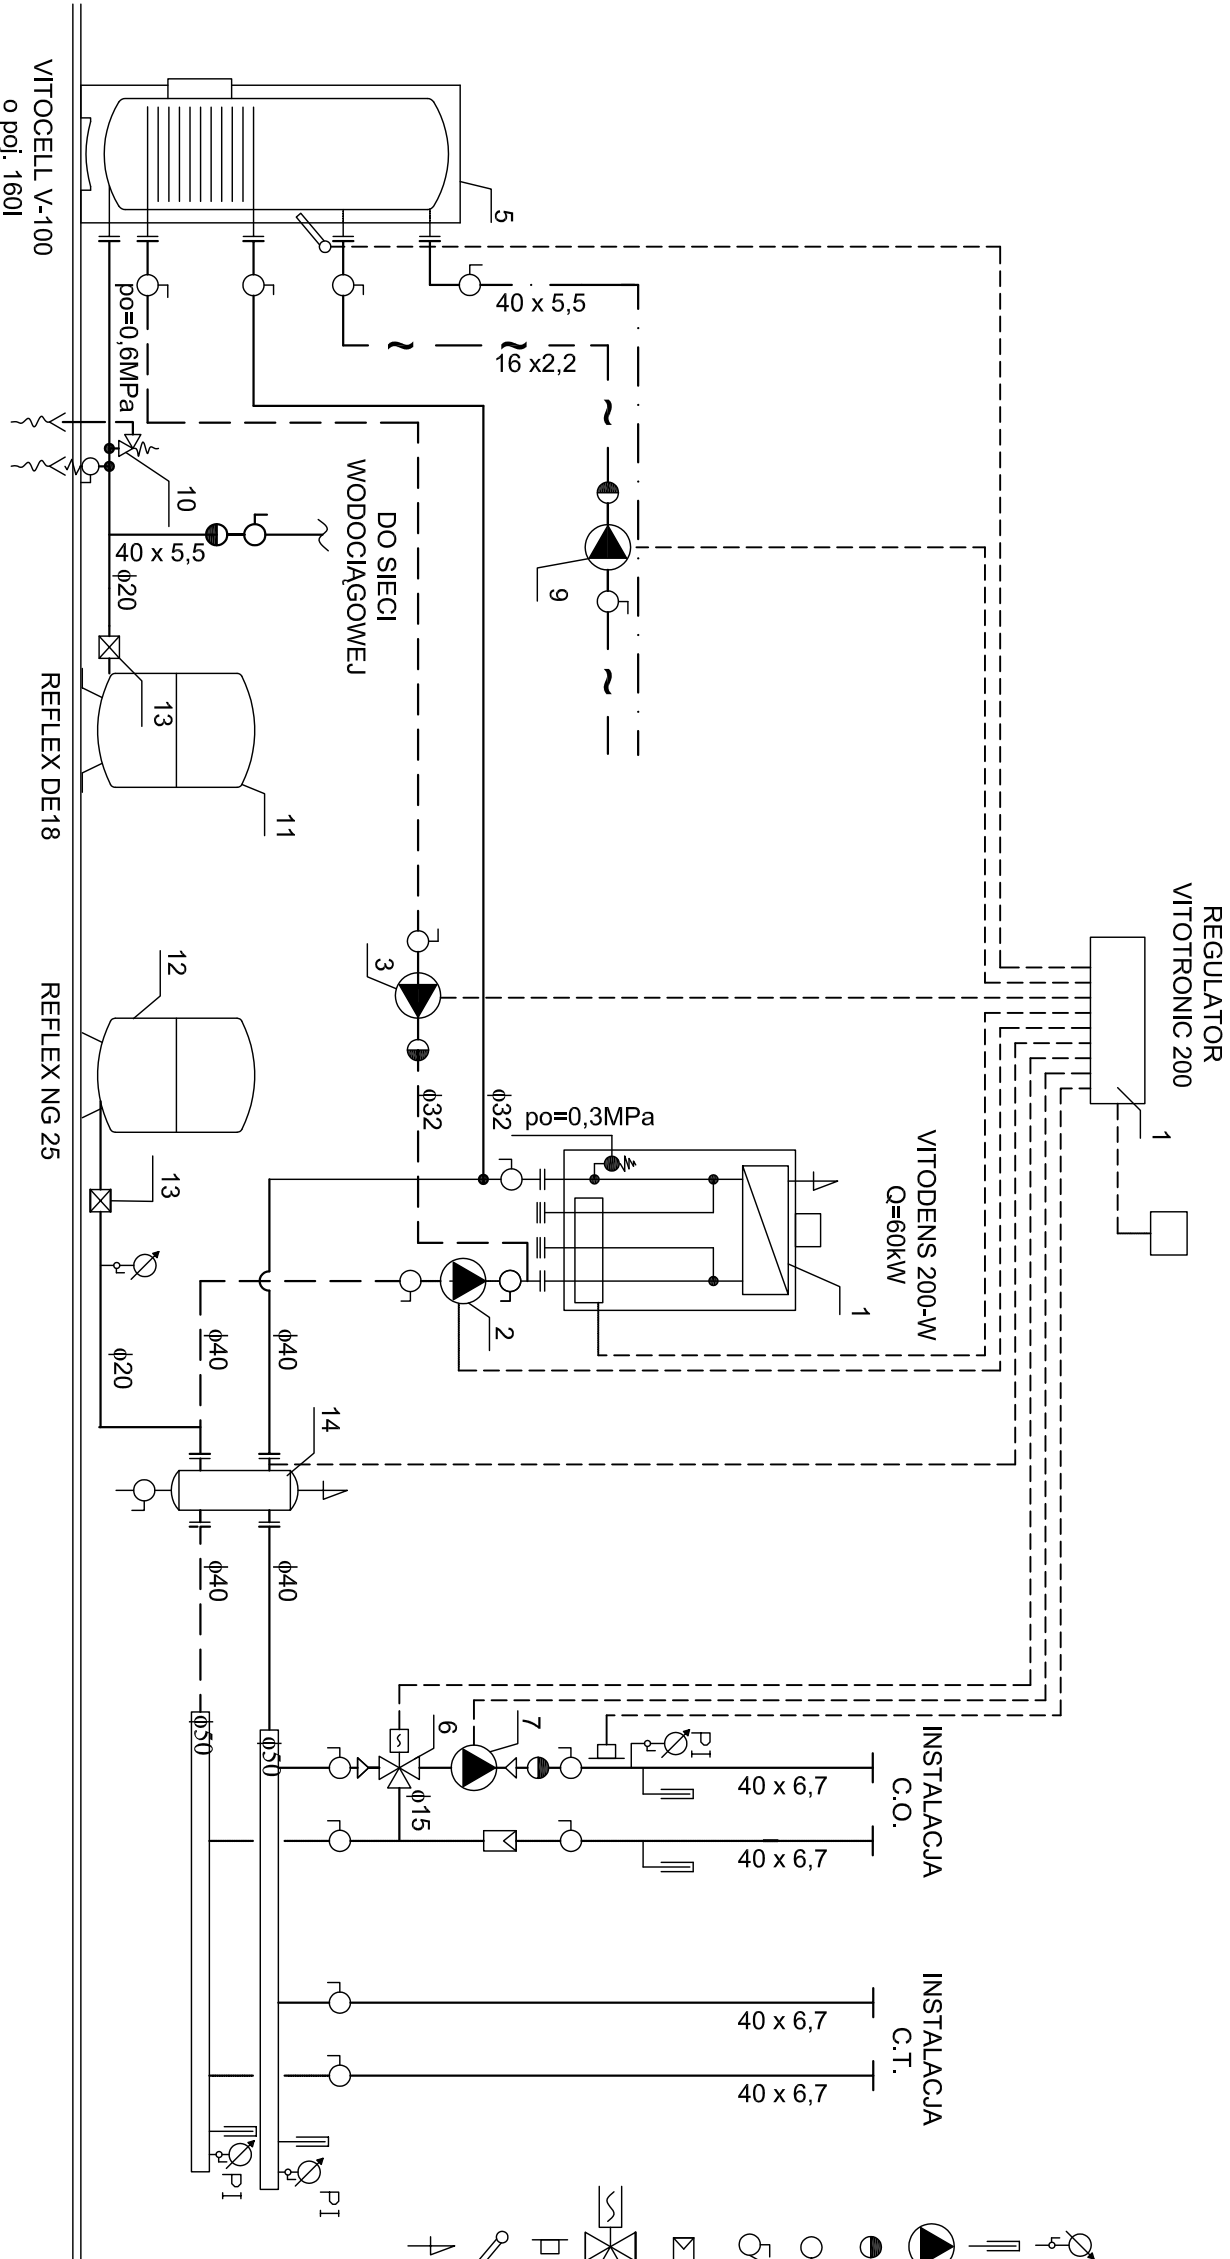 REGULATOR
VITOTRONIC 200
1
VITODENS 200-W
Q=60kW
1
INSTALACJA
C.O.
INSTALACJA
C.T.
5
40 x 5,5
16 x2,2
9
DO SIECI
WODOCIĄGOWEJ
po=0,6MPa
10
40 x 5,5
ϕ20
13
11
3
ϕ32
ϕ32
po=0,3MPa
2
12
13
ϕ20
ϕ40
ϕ40
14
ϕ40
ϕ40
ϕ50
ϕ50
6
7
ϕ15
PI
40 x 6,7
40 x 6,7
40 x 6,7
40 x 6,7
PI
PI
VITOCELL V-100
o poj. 160l
REFLEX DE18
REFLEX NG 25